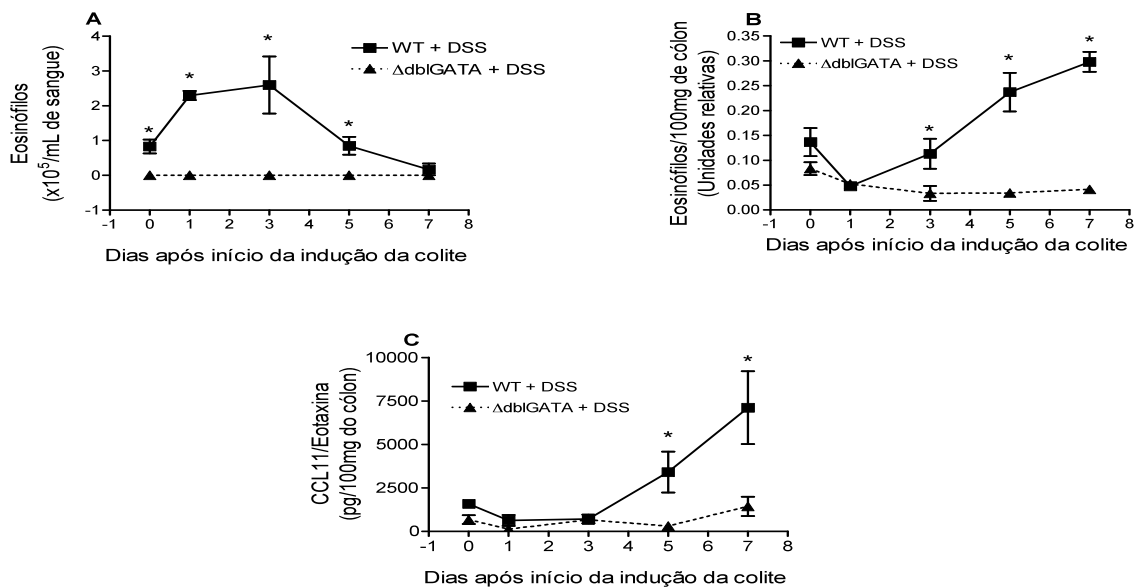 A
WT + DSS
ΔdblGATA + DSS
Eosinófilos
(x10⁵/mL de sangue)
4
3
2
1
0
-1
-1 0 1 2 3 4 5 6 7 8
Dias após início da indução da colite
B
WT + DSS
ΔdblGATA + DSS
Eosinófilos/100mg de cólon
(Unidades relativas)
0.35
0.30
0.25
0.20
0.15
0.10
0.05
0.00
-1 0 1 2 3 4 5 6 7 8
Dias após início da indução da colite
C
WT + DSS
ΔdblGATA + DSS
CCL11/Eotaxina
(pg/100mg do cólon)
10000
7500
5000
2500
0
-1 0 1 2 3 4 5 6 7 8
Dias após início da indução da colite